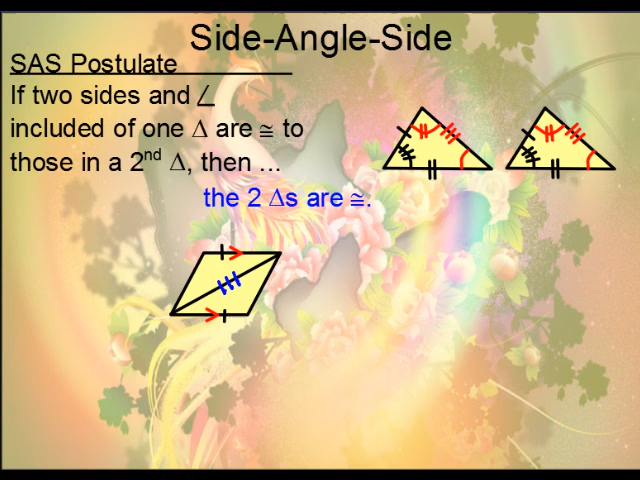 Side-Angle-Side
SAS Postulate
If two sides and ∠
included of one ∆ are ≅ to
those in a 2nd ∆, then ...
the 2 ∆s are ≅.